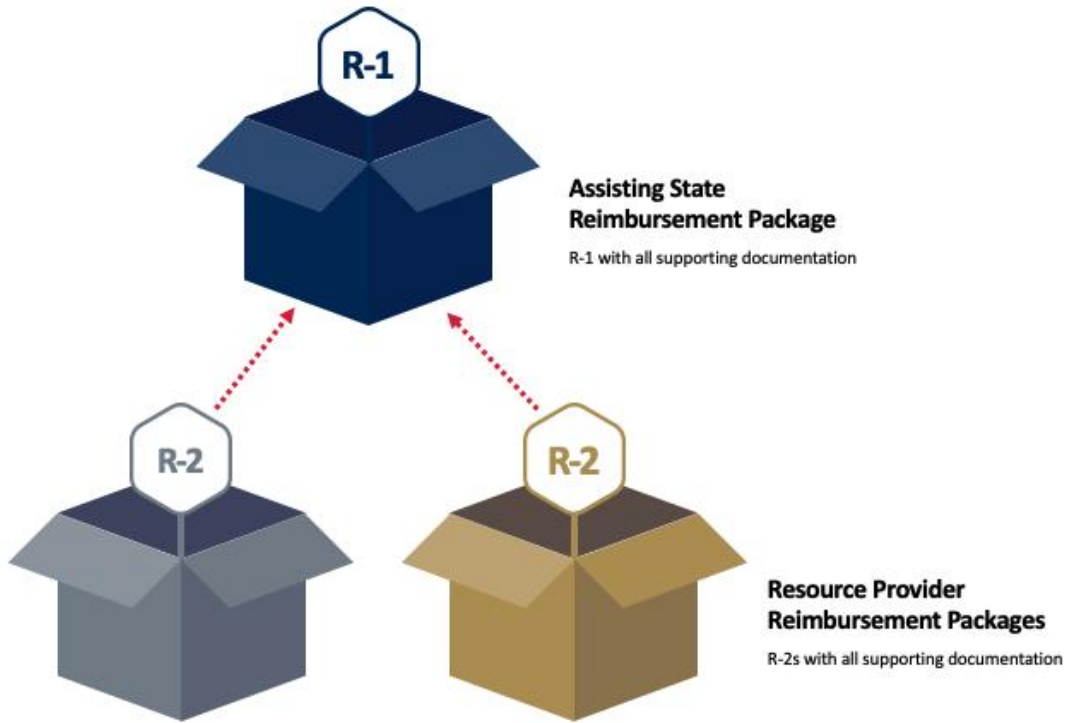 R-1
Assisting State
Reimbursement Package
R-1 with all supporting documentation
R-2
R-2
Resource Provider
Reimbursement Packages
R-2s with all supporting documentation